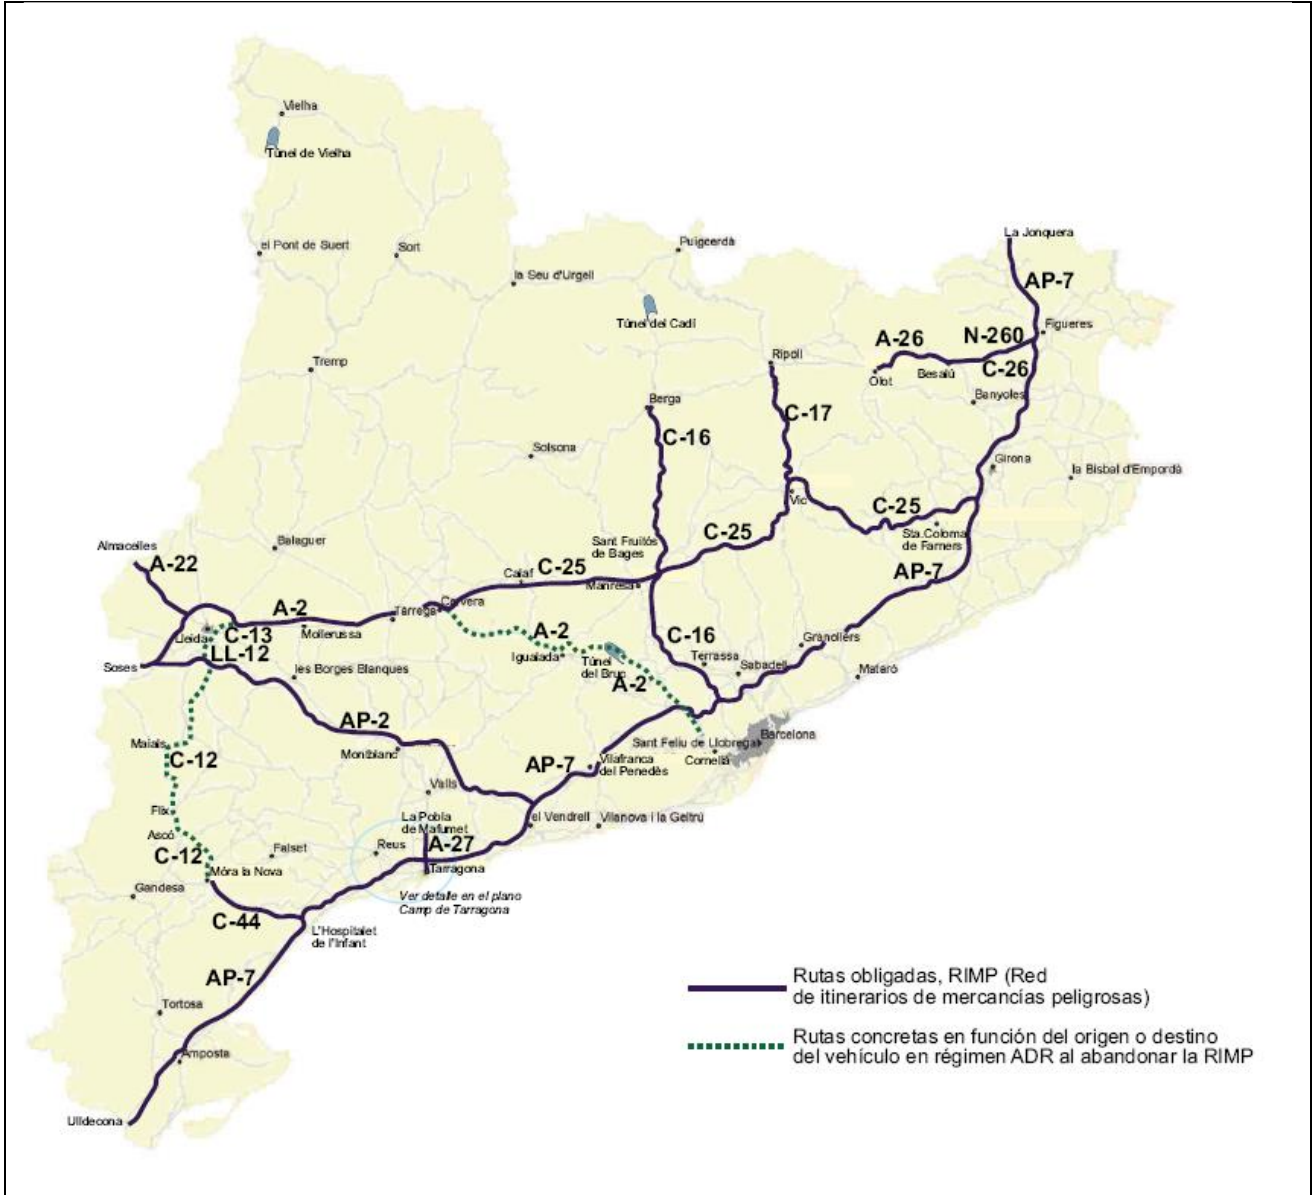 Vielha
Túnel de Vielha
el Pont de Suert
Sort
Puigcerdà
La Jonquera
la Seu d'Urgell
AP-7
Túnel del Cadí
Figueres
A-26
N-260
Ripoll
Tremp
Olot
Besalú
C-26
Berga
Banyoles
C-17
C-16
Solsona
Girona
la Bisbal d'Empordà
Vic
C-25
Sta.Coloma
de Farners
Almacelles
Balaguer
Sant Fruitós
de Bages
C-25
A-22
Calaf
C-25
AP-7
Manresa
A-2
Tàrrega
Cervera
Lleida
C-13
Mollerussa
A-2
C-16
Granollers
LL-12
Igualada
Túnel
del Bruc
Terrassa
Sabadell
Soses
les Borges Blanques
Mataró
A-2
AP-2
Maials
Montblanc
Sant Feliu de Llobregat
Barcelona
C-12
AP-7
Vilafranca
del Penedès
Cornellà
Valls
Flix
La Pobla
de Mafumet
el Vendrell
Vilanova i la Geltrú
Ascó
Reus
A-27
C-12
Falset
Móra la Nova
Tarragona
Gandesa
Ver detalle en el plano
Camp de Tarragona
C-44
L'Hospitalet
de l'Infant
AP-7
Rutas obligadas, RIMP (Red
de itinerarios de mercancías peligrosas)
Tortosa
Rutas concretas en función del origen o destino
del vehículo en régimen ADR al abandonar la RIMP
Amposta
Ulldecona